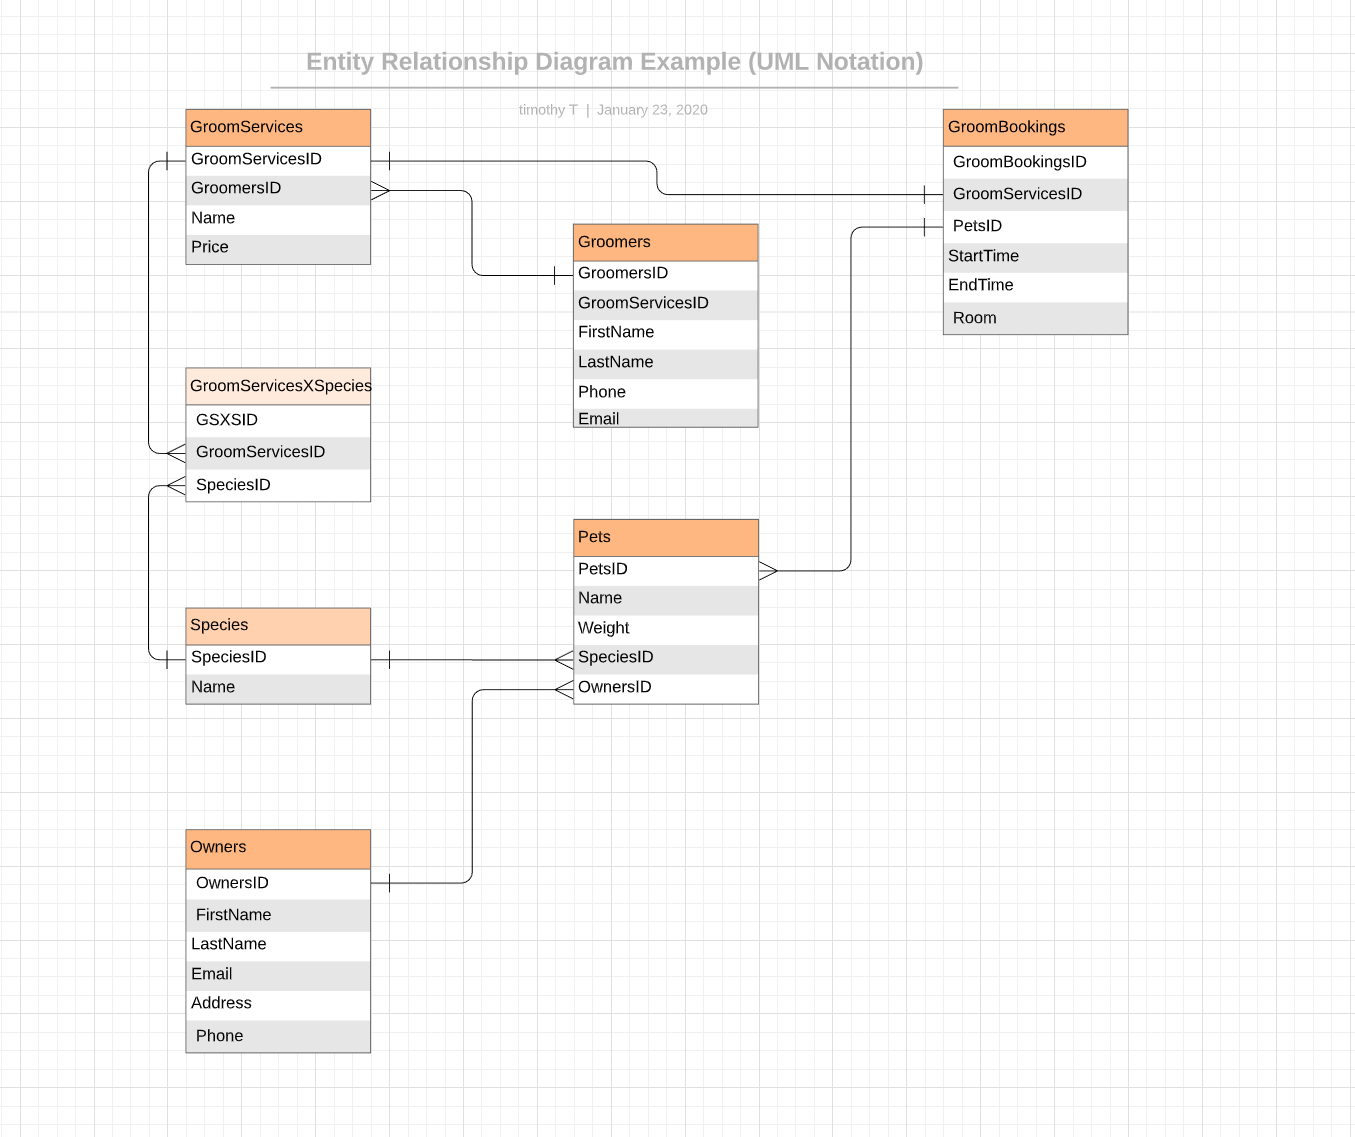 Entity Relationship Diagram Example (UML Notation)
timothy T | January 23, 2020
GroomServices
GroomServicesID
GroomersID
Name
Price
GroomBookings
GroomBookingsID
GroomServicesID
PetsID
StartTime
EndTime
Room
Groomers
GroomersID
GroomServicesID
FirstName
LastName
Phone
Email
GroomServicesXSpecies
GSXSID
GroomServicesID
SpeciesID
Pets
PetsID
Name
Weight
SpeciesID
OwnersID
Species
SpeciesID
Name
Owners
OwnersID
FirstName
LastName
Email
Address
Phone